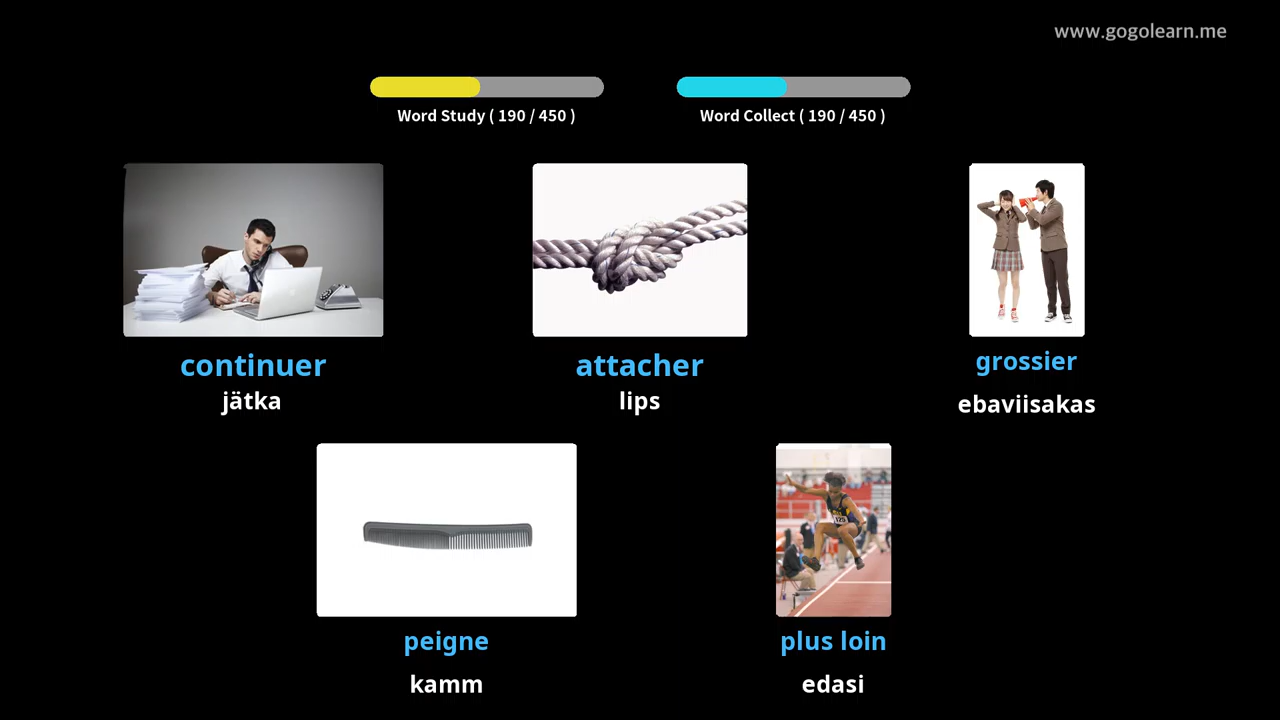 www.gogolearn.me
Word Study ( 190 / 450 )
Word Collect ( 190 / 450 )
continuer
jätka
attacher
lips
grossier
ebaviisakas
peigne
kamm
plus loin
edasi